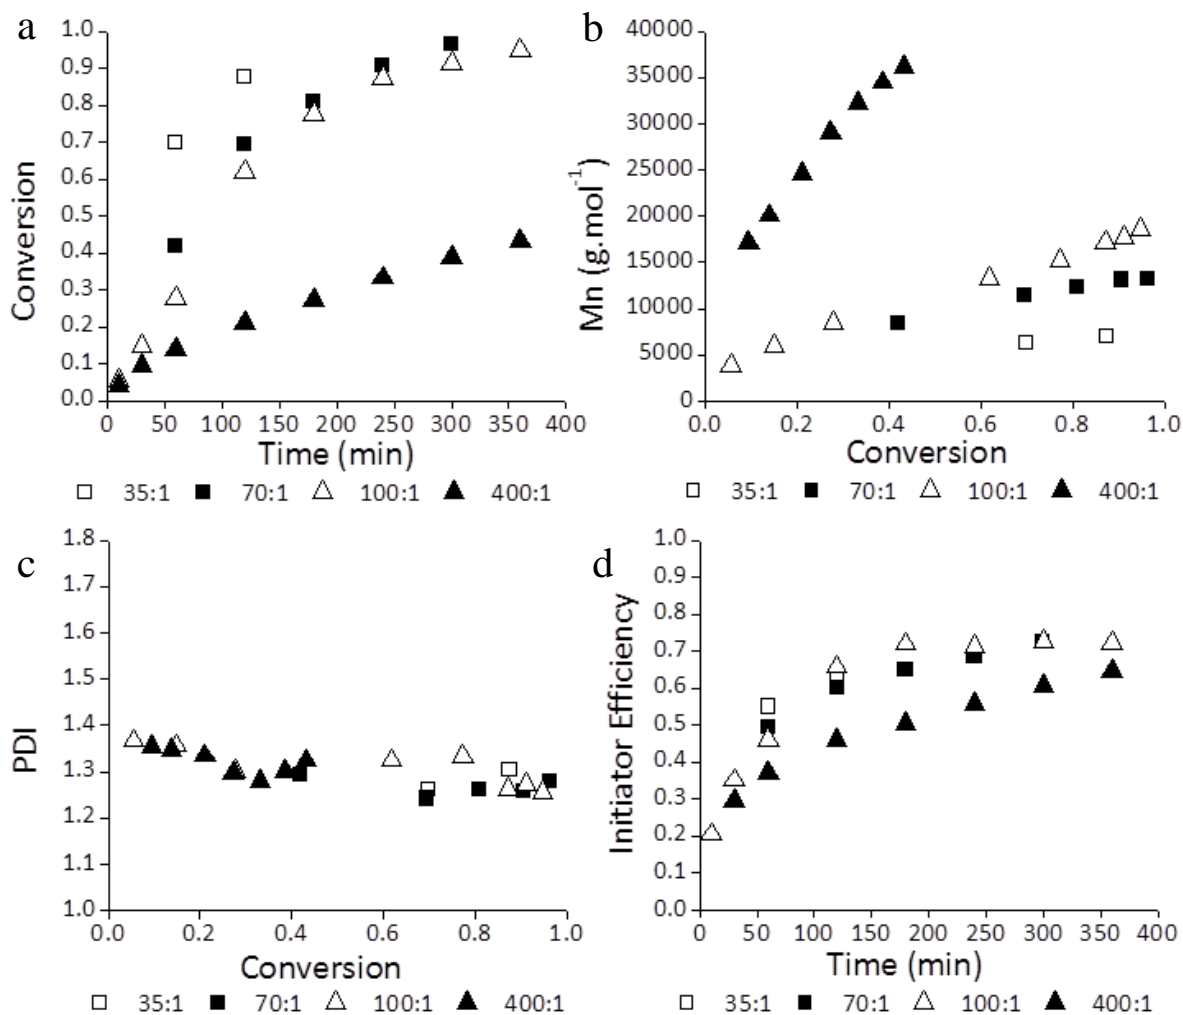 a
1.0
0.9
0.8
0.7
0.6
0.5
0.4
0.3
0.2
0.1
0.0
Conversion
0 50 100 150 200 250 300 350 400
Time (min)
35:1 70:1 100:1 400:1
b
40000
35000
30000
25000
20000
15000
10000
5000
0
Mn (g.mol-1)
0.0 0.2 0.4 0.6 0.8 1.0
Conversion
35:1 70:1 100:1 400:1
c
1.8
1.7
1.6
1.5
1.4
1.3
1.2
1.1
1.0
PDI
0.0 0.2 0.4 0.6 0.8 1.0
Conversion
35:1 70:1 100:1 400:1
d
1.0
0.9
0.8
0.7
0.6
0.5
0.4
0.3
0.2
0.1
0.0
Initiator Efficiency
0 50 100 150 200 250 300 350 400
Time (min)
35:1 70:1 100:1 400:1